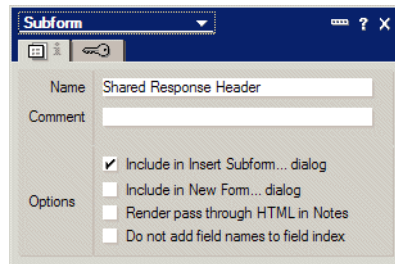 Subform ?
Name Shared Response Header
Comment
Include in Insert Subform... dialog
Include in New Form... dialog
Options
Render pass through HTML in Notes
Do not add field names to field index